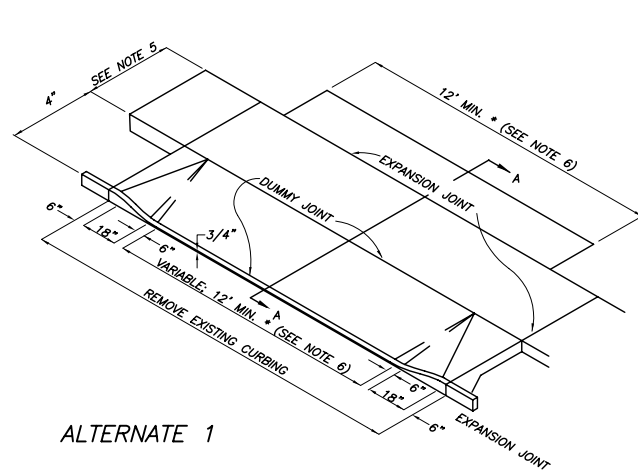 SEE NOTE 5
4"
12' MIN. * (SEE NOTE 6)
A
EXPANSION JOINT
DUMMY JOINT
6"
18"
3/4"
6"
VARIABLE; 12' MIN. * (SEE NOTE 6)
A
REMOVE EXISTING CURBING
6"
18"
6"
EXPANSION JOINT
ALTERNATE 1